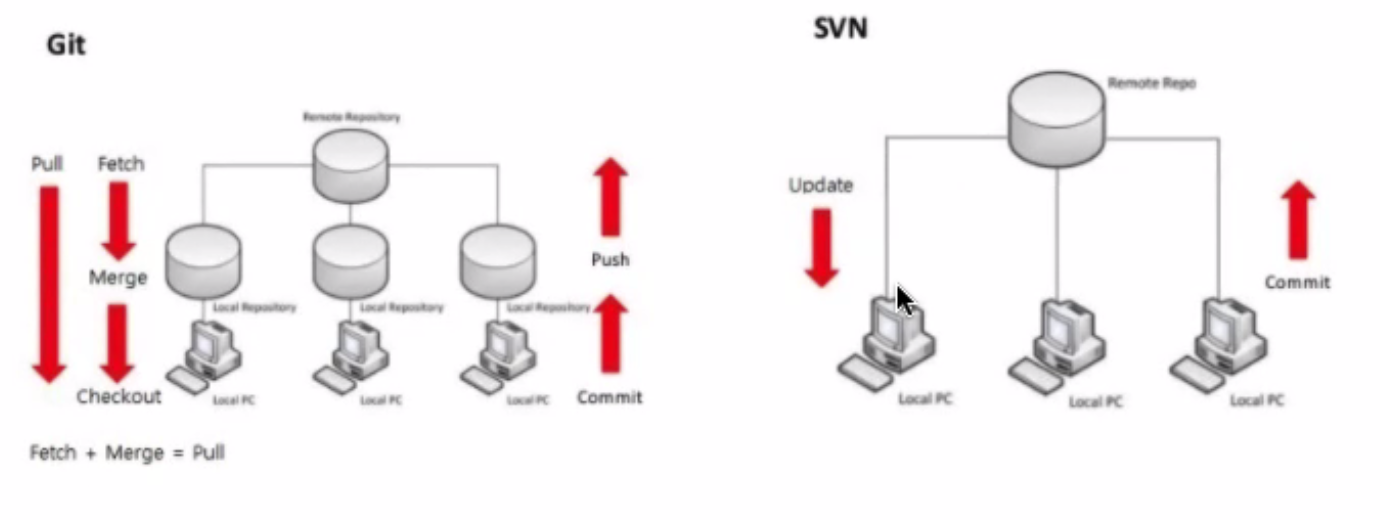 Git
Remote Repository
Pull
Fetch
Merge
Checkout
Local Repository
Local Repository
Local Repository
Local PC
Local PC
Local PC
Push
Commit
Fetch + Merge = Pull
SVN
Remote Repo
Update
Commit
Local PC
Local PC
Local PC